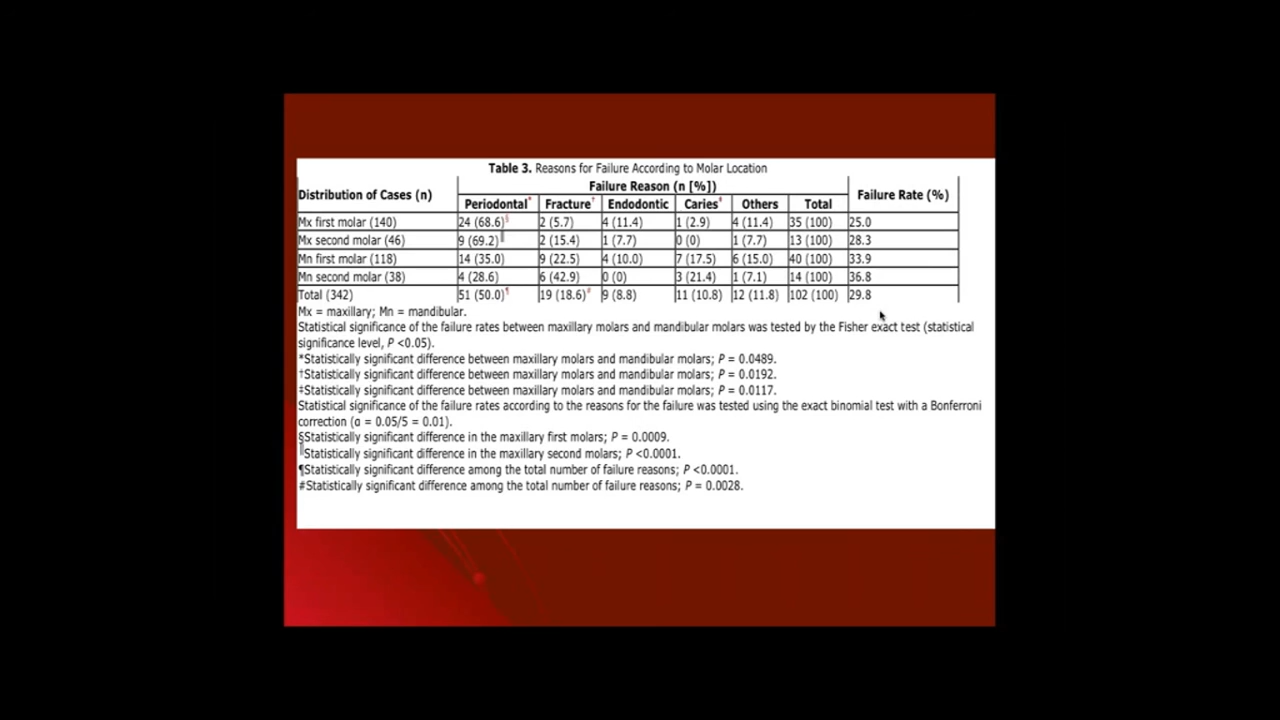 Table 3. Reasons for Failure According to Molar Location
Failure Reason (n [%])
Distribution of Cases (n) Failure Rate (%)
Periodontal* Fracture† Endodontic Caries‡ Others Total
Mx first molar (140) 24 (68.6)§ 2 (5.7) 4 (11.4) 1 (2.9) 4 (11.4) 35 (100) 25.0
Mx second molar (46) 9 (69.2)‖ 2 (15.4) 1 (7.7) 0 (0) 1 (7.7) 13 (100) 28.3
Mn first molar (118) 14 (35.0) 9 (22.5) 4 (10.0) 7 (17.5) 6 (15.0) 40 (100) 33.9
Mn second molar (38) 4 (28.6) 6 (42.9) 0 (0) 3 (21.4) 1 (7.1) 14 (100) 36.8
Total (342) 51 (50.0)¶ 19 (18.6)# 9 (8.8) 11 (10.8) 12 (11.8) 102 (100) 29.8
Mx = maxillary; Mn = mandibular.
Statistical significance of the failure rates between maxillary molars and mandibular molars was tested by the Fisher exact test (statistical
significance level, P <0.05).
*Statistically significant difference between maxillary molars and mandibular molars; P = 0.0489.
†Statistically significant difference between maxillary molars and mandibular molars; P = 0.0192.
‡Statistically significant difference between maxillary molars and mandibular molars; P = 0.0117.
Statistical significance of the failure rates according to the reasons for the failure was tested using the exact binomial test with a Bonferroni
correction (α = 0.05/5 = 0.01).
§Statistically significant difference in the maxillary first molars; P = 0.0009.
‖Statistically significant difference in the maxillary second molars; P <0.0001.
¶Statistically significant difference among the total number of failure reasons; P <0.0001.
#Statistically significant difference among the total number of failure reasons; P = 0.0028.